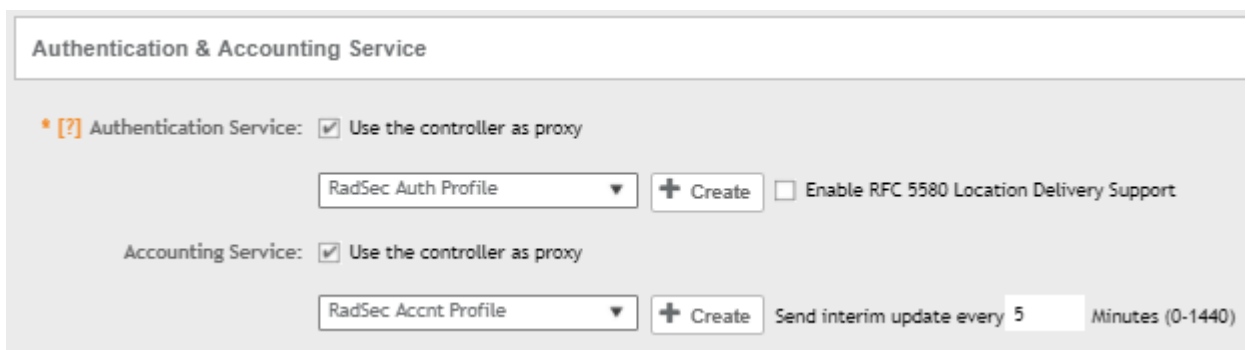 Authentication & Accounting Service
* [?] Authentication Service: Use the controller as proxy
RadSec Auth Profile + Create Enable RFC 5580 Location Delivery Support
Accounting Service: Use the controller as proxy
RadSec Accnt Profile + Create Send interim update every 5 Minutes (0-1440)